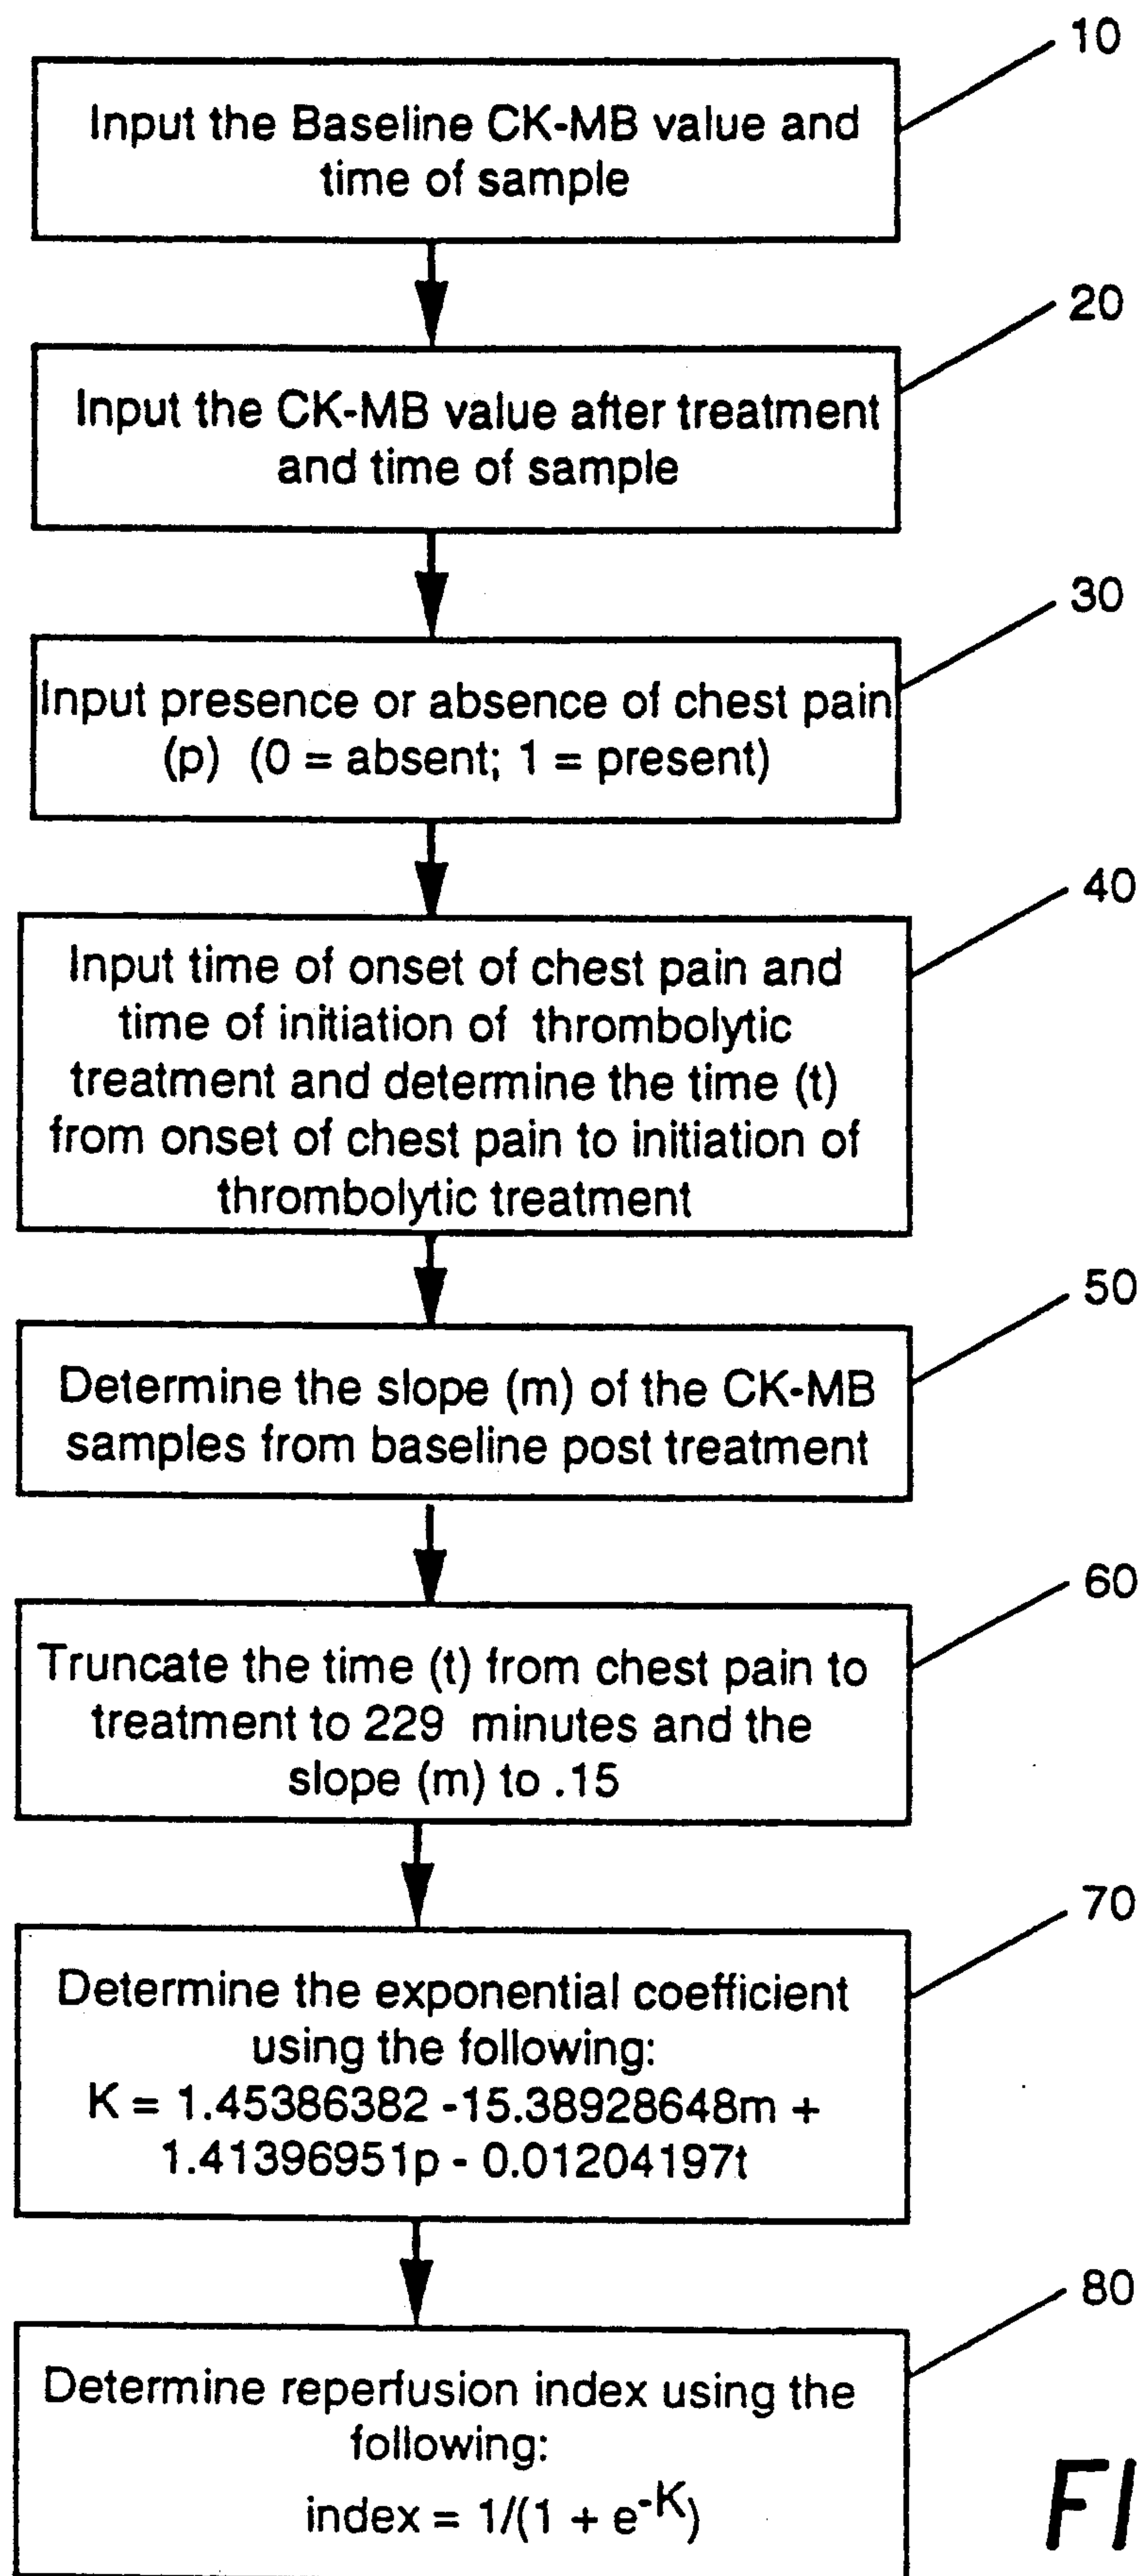 10
Input the Baseline CK-MB value and
time of sample
20
Input the CK-MB value after treatment
and time of sample
30
Input presence or absence of chest pain
(p) (0 = absent; 1 = present)
40
Input time of onset of chest pain and
time of initiation of thrombolytic
treatment and determine the time (t)
from onset of chest pain to initiation of
thrombolytic treatment
50
Determine the slope (m) of the CK-MB
samples from baseline post treatment
60
Truncate the time (t) from chest pain to
treatment to 229 minutes and the
slope (m) to .15
70
Determine the exponential coefficient
using the following:
K = 1.45386382 -15.38928648m +
1.41396951p - 0.01204197t
80
Determine reperfusion index using the
following:
index = 1/(1 + e^-K)
FI